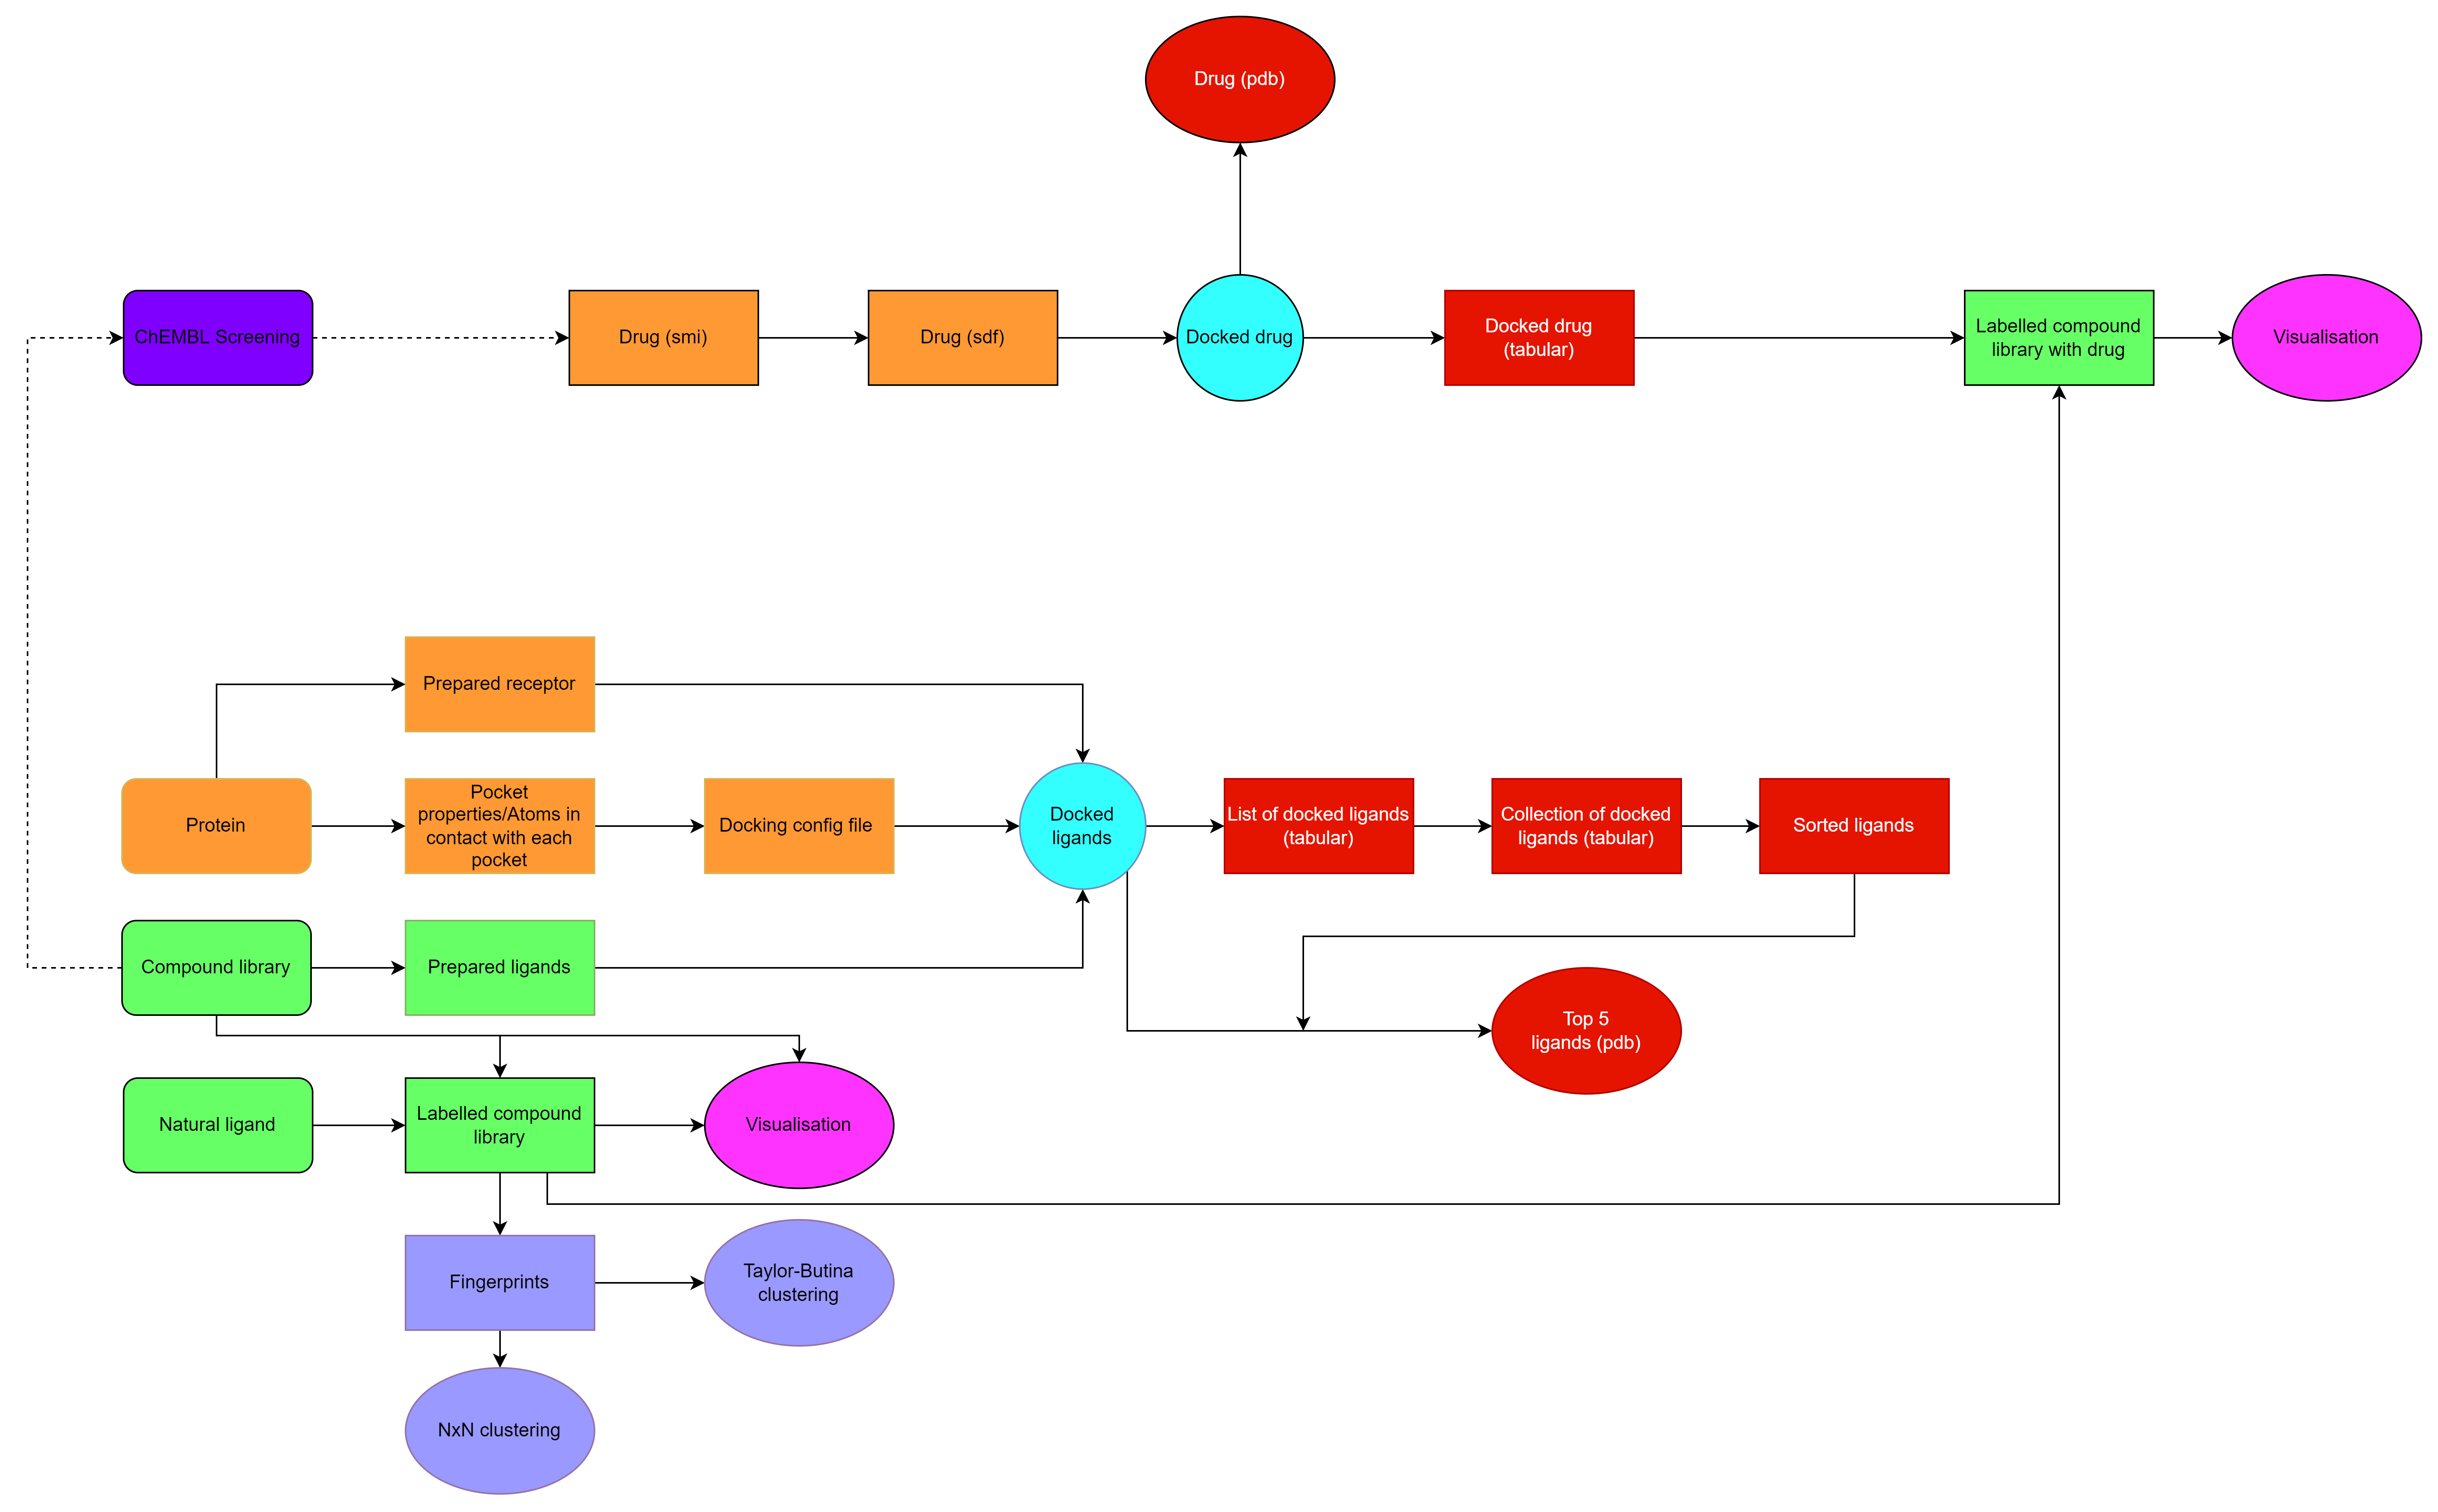 Drug (pdb)
ChEMBL Screening
Drug (smi)
Drug (sdf)
Docked drug
Docked drug
(tabular)
Labelled compound
library with drug
Visualisation
Prepared receptor
Protein
Pocket
properties/Atoms in
contact with each
pocket
Docking config file
Docked
ligands
List of docked ligands
(tabular)
Collection of docked
ligands (tabular)
Sorted ligands
Compound library
Prepared ligands
Top 5
ligands (pdb)
Natural ligand
Labelled compound
library
Visualisation
Fingerprints
Taylor-Butina
clustering
NxN clustering